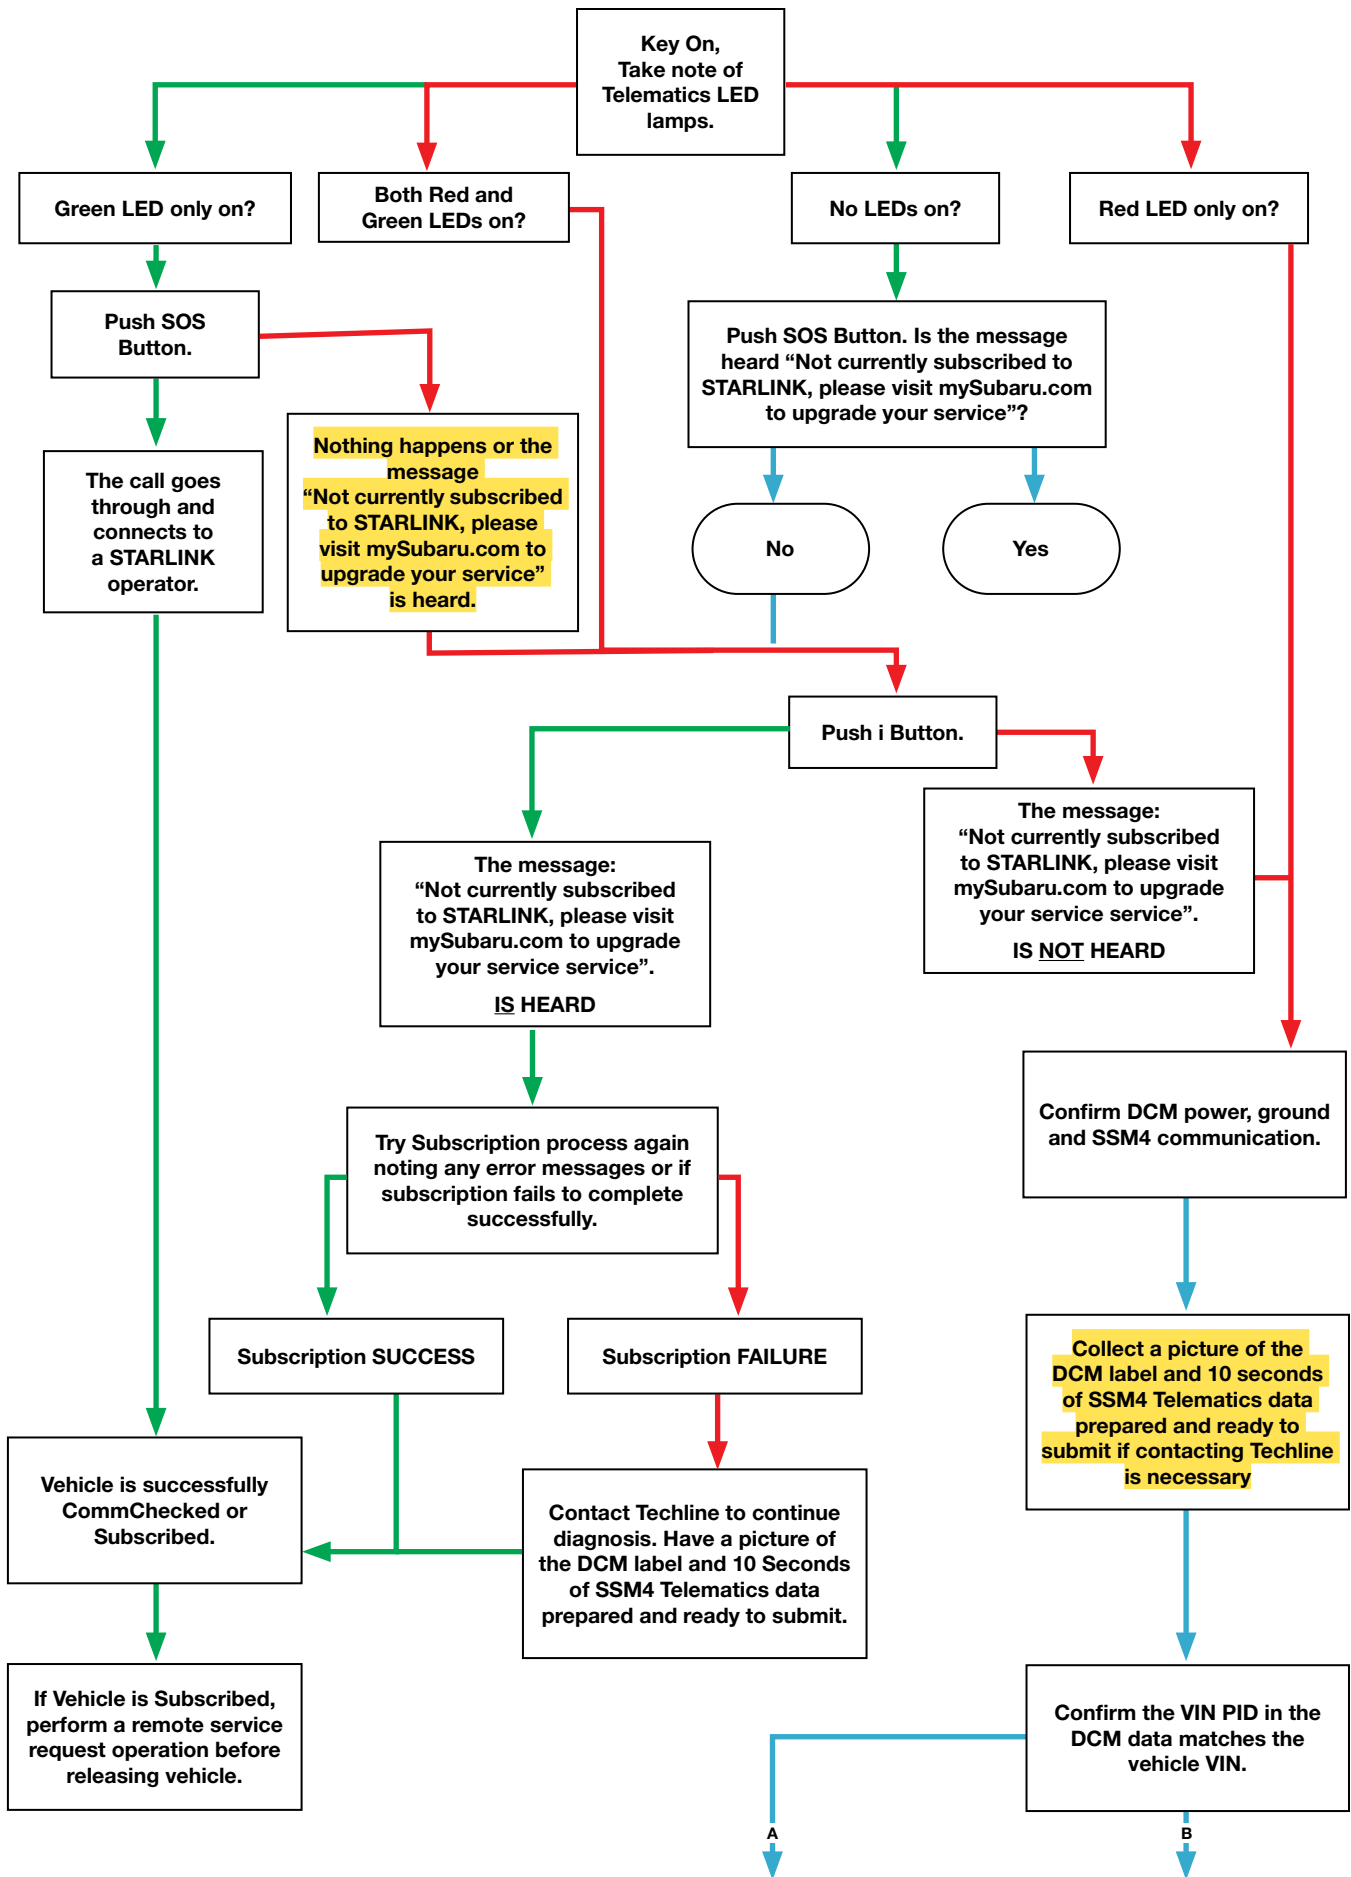 Key On,
Take note of
Telematics LED
lamps.
Green LED only on?
Both Red and
Green LEDs on?
No LEDs on?
Red LED only on?
Push SOS
Button.
Push SOS Button. Is the message
heard “Not currently subscribed to
STARLINK, please visit mySubaru.com
to upgrade your service”?
Nothing happens or the
message
“Not currently subscribed
to STARLINK, please
visit mySubaru.com to
upgrade your service”
is heard.
The call goes
through and
connects to
a STARLINK
operator.
No
Yes
Push i Button.
The message:
“Not currently subscribed
to STARLINK, please visit
mySubaru.com to upgrade
your service service”.
IS NOT HEARD
The message:
“Not currently subscribed
to STARLINK, please visit
mySubaru.com to upgrade
your service service”.
IS HEARD
Confirm DCM power, ground
and SSM4 communication.
Try Subscription process again
noting any error messages or if
subscription fails to complete
successfully.
Subscription SUCCESS
Subscription FAILURE
Collect a picture of the
DCM label and 10 seconds
of SSM4 Telematics data
prepared and ready to
submit if contacting Techline
is necessary
Vehicle is successfully
CommChecked or
Subscribed.
Contact Techline to continue
diagnosis. Have a picture of
the DCM label and 10 Seconds
of SSM4 Telematics data
prepared and ready to submit.
If Vehicle is Subscribed,
perform a remote service
request operation before
releasing vehicle.
Confirm the VIN PID in the
DCM data matches the
vehicle VIN.
A
B